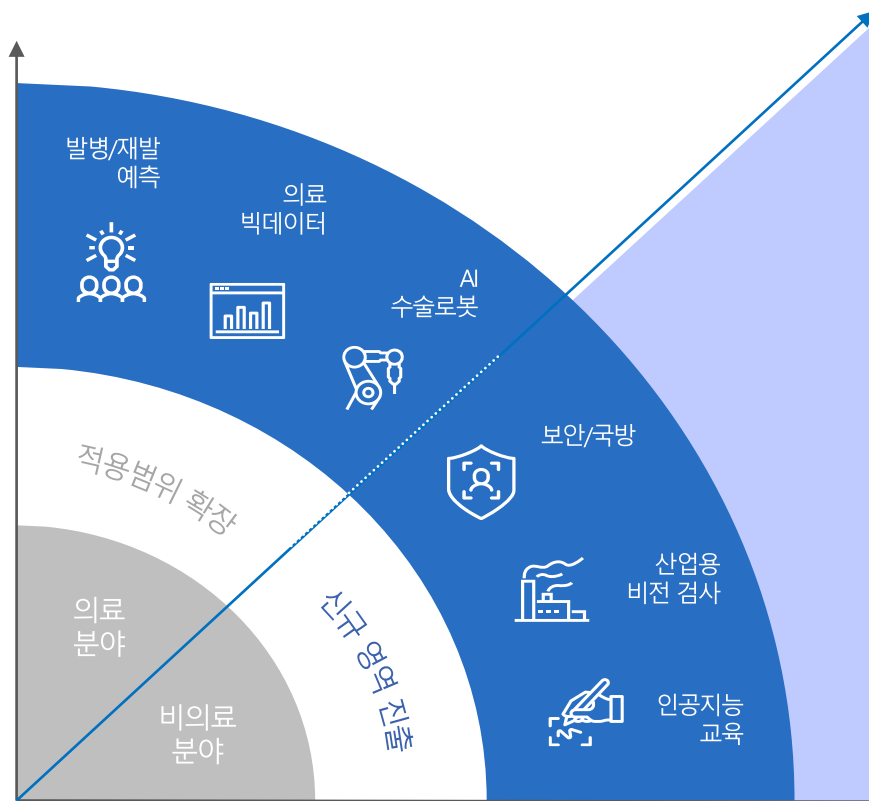 발병/재발
예측
의료
빅데이터
AI
수술로봇
보안/국방
산업용
비전 검사
인공지능
교육
적용범위 확장
신규 영역 진출
의료
분야
비의료
분야